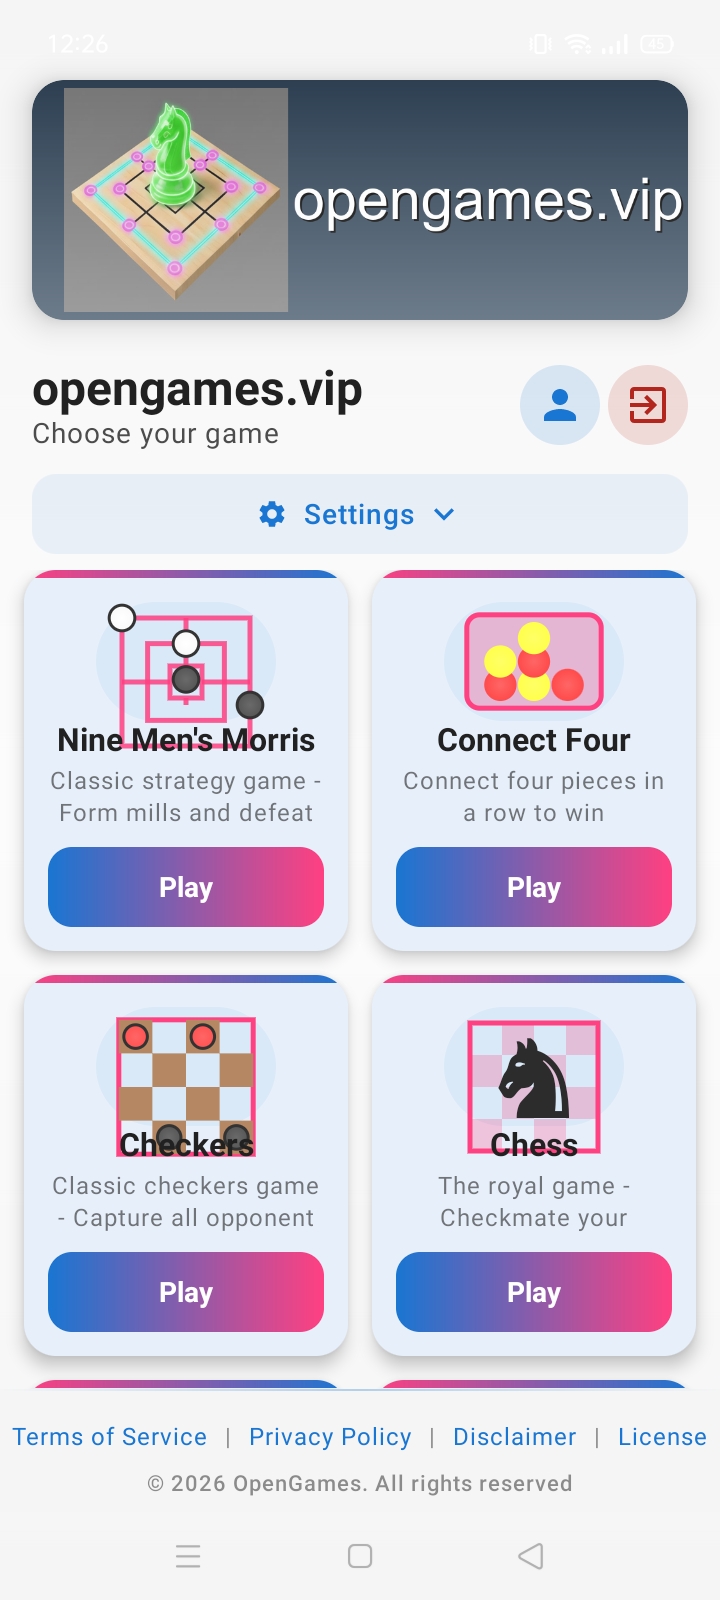 12:26
45
opengames.vip
opengames.vip
Choose your game
Settings
Nine Men's Morris
Classic strategy game -
Form mills and defeat
Play
Connect Four
Connect four pieces in
a row to win
Play
Checkers
Classic checkers game
- Capture all opponent
Play
Chess
The royal game -
Checkmate your
Play
Terms of Service | Privacy Policy | Disclaimer | License
© 2026 OpenGames. All rights reserved